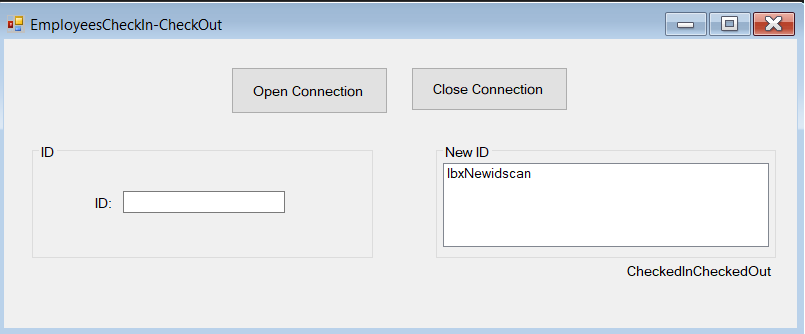 EmployeesCheckIn-CheckOut
Open Connection
Close Connection
ID
New ID
lbxNewidscan
ID:
CheckedInCheckedOut